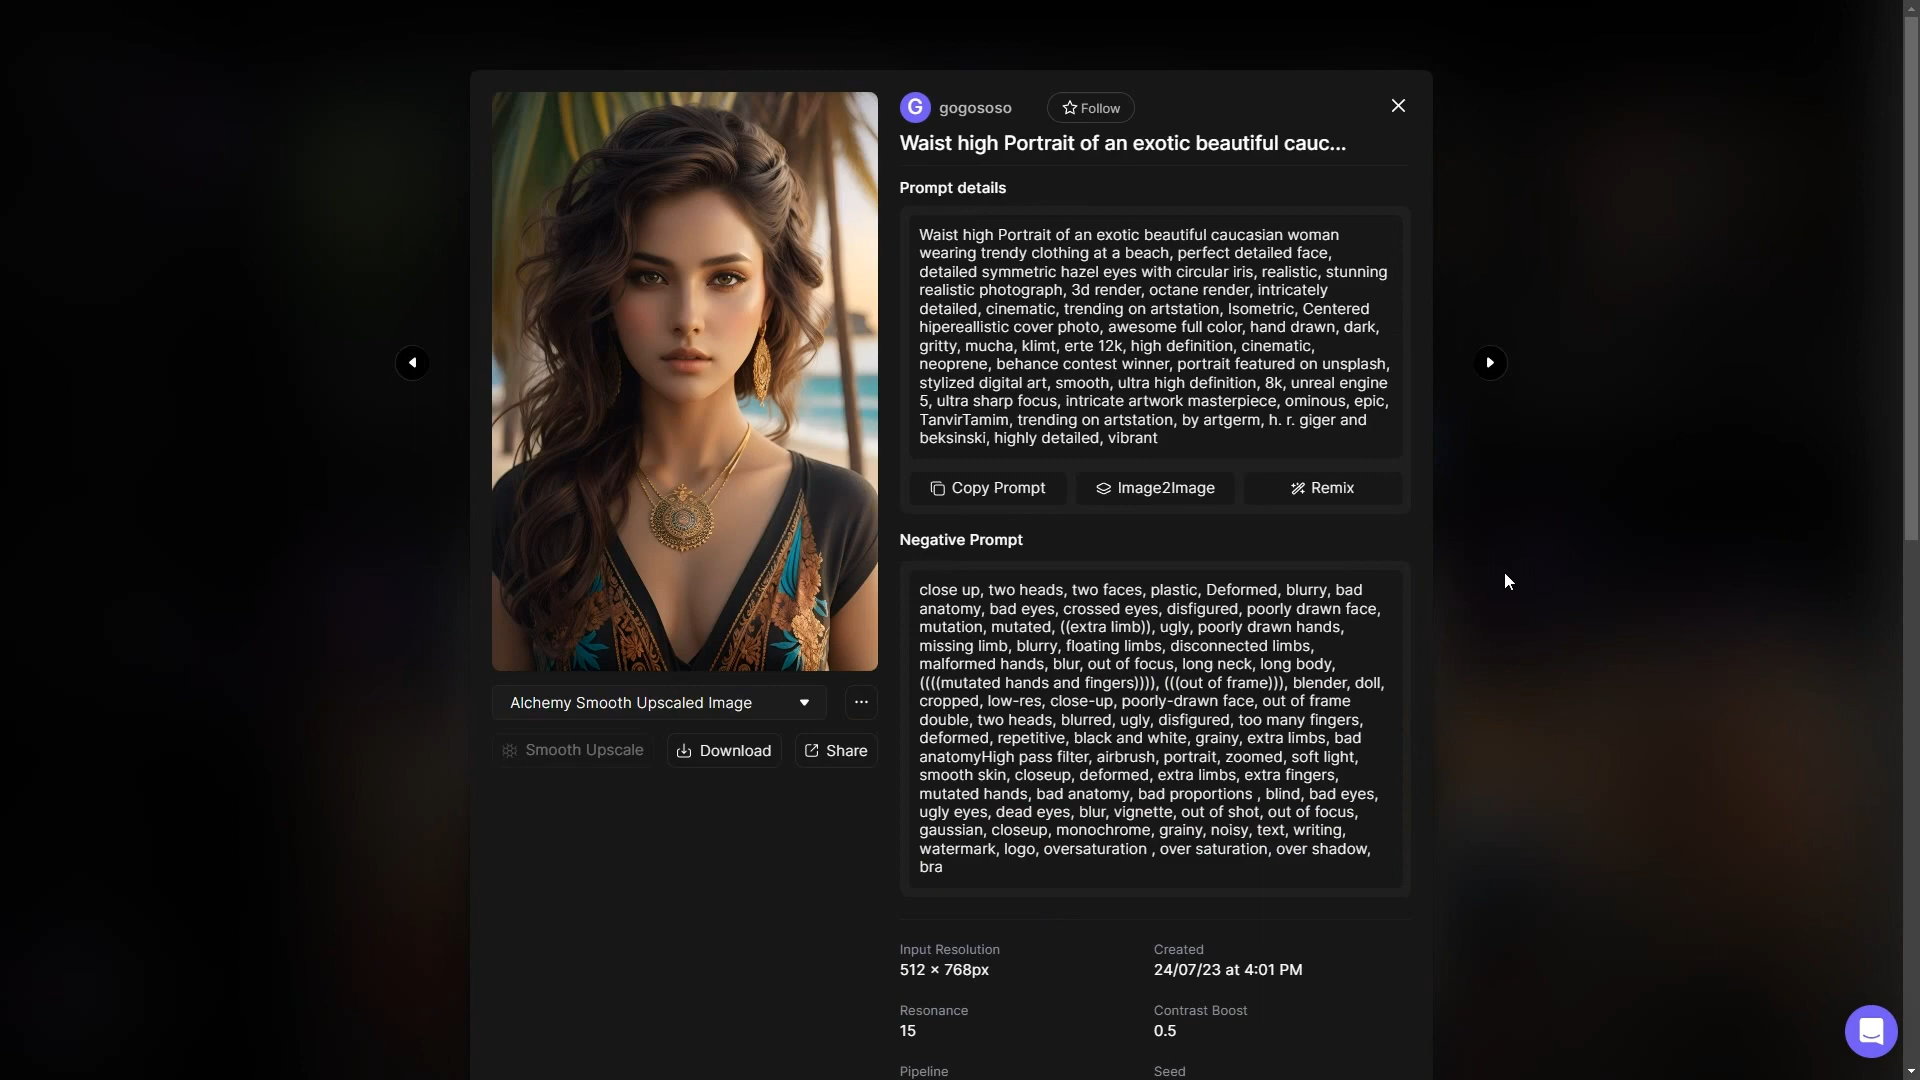 G gogososo Follow
Waist high Portrait of an exotic beautiful cauc...
Prompt details
Waist high Portrait of an exotic beautiful caucasian woman
wearing trendy clothing at a beach, perfect detailed face,
detailed symmetric hazel eyes with circular iris, realistic, stunning
realistic photograph, 3d render, octane render, intricately
detailed, cinematic, trending on artstation, Isometric, Centered
hipereallistic cover photo, awesome full color, hand drawn, dark,
gritty, mucha, klimt, erte 12k, high definition, cinematic,
neoprene, behance contest winner, portrait featured on unsplash,
stylized digital art, smooth, ultra high definition, 8k, unreal engine
5, ultra sharp focus, intricate artwork masterpiece, ominous, epic,
TanvirTamim, trending on artstation, by artgerm, h. r. giger and
beksinski, highly detailed, vibrant
Copy Prompt Image2Image Remix
Negative Prompt
close up, two heads, two faces, plastic, Deformed, blurry, bad
anatomy, bad eyes, crossed eyes, disfigured, poorly drawn face,
mutation, mutated, ((extra limb)), ugly, poorly drawn hands,
missing limb, blurry, floating limbs, disconnected limbs,
malformed hands, blur, out of focus, long neck, long body,
((((mutated hands and fingers)))), (((out of frame))), blender, doll,
cropped, low-res, close-up, poorly-drawn face, out of frame
double, two heads, blurred, ugly, disfigured, too many fingers,
deformed, repetitive, black and white, grainy, extra limbs, bad
anatomyHigh pass filter, airbrush, portrait, zoomed, soft light,
smooth skin, closeup, deformed, extra limbs, extra fingers,
mutated hands, bad anatomy, bad proportions , blind, bad eyes,
ugly eyes, dead eyes, blur, vignette, out of shot, out of focus,
gaussian, closeup, monochrome, grainy, noisy, text, writing,
watermark, logo, oversaturation , over saturation, over shadow,
bra
Alchemy Smooth Upscaled Image
Smooth Upscale Download Share
Input Resolution Created
512 × 768px 24/07/23 at 4:01 PM
Resonance Contrast Boost
15 0.5
Pipeline Seed